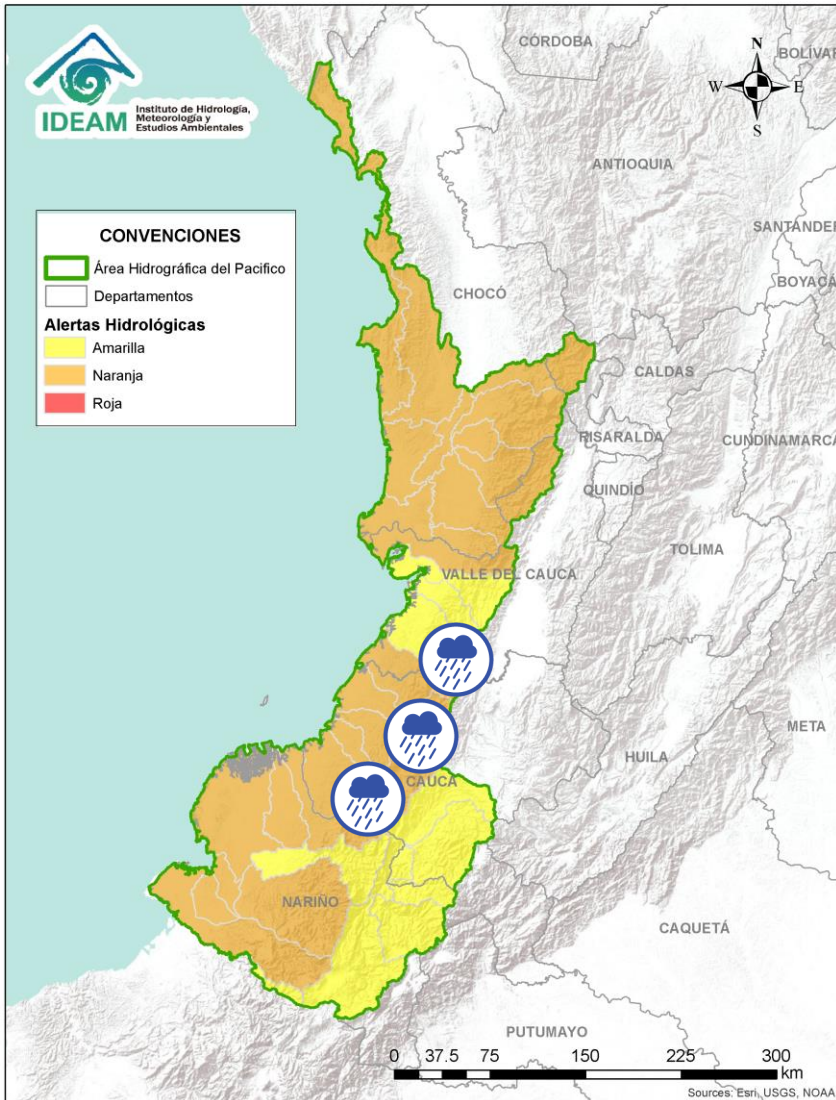 CÓRDOBA
BOLÍVAR
IDEAM
Instituto de Hidrología,
Meteorología y
Estudios Ambientales
N
W
E
S
ANTIOQUIA
SANTANDER
CONVENCIONES
Área Hidrográfica del Pacifico
Departamentos
Alertas Hidrológicas
Amarilla
Naranja
Roja
BOYACÁ
CHOCÓ
CALDAS
RISARALDA
CUNDINAMARCA
QUINDÍO
TOLIMA
VALLE DEL CAUCA
META
HUILA
CAUCA
NARIÑO
CAQUETÁ
PUTUMAYO
0 37.5 75 150 225 300
km
Sources: Esri, USGS, NOAA